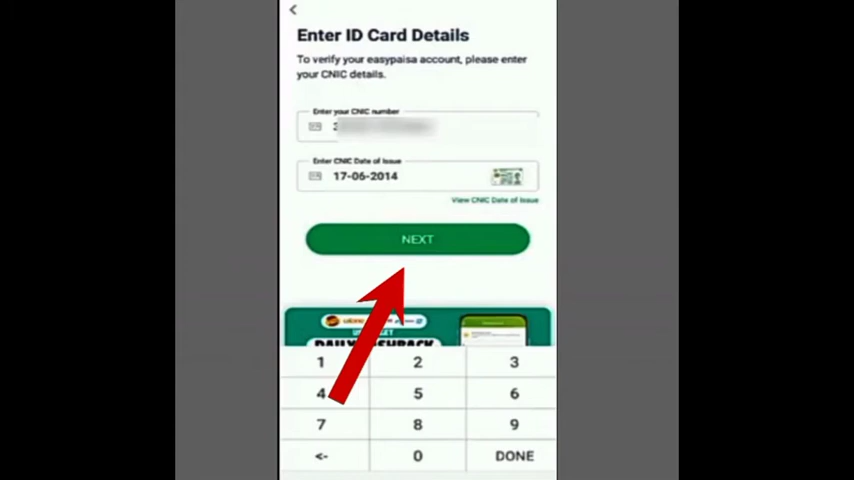 Enter ID Card Details
To verify your easypaisa account, please enter
your CNIC details.
Enter your CNIC number
Enter CNIC Date of Issue
17-06-2014
View CNIC Date of Issue
NEXT
DAILY CASHBACK
1 2 3
4 5 6
7 8 9
<- 0 DONE